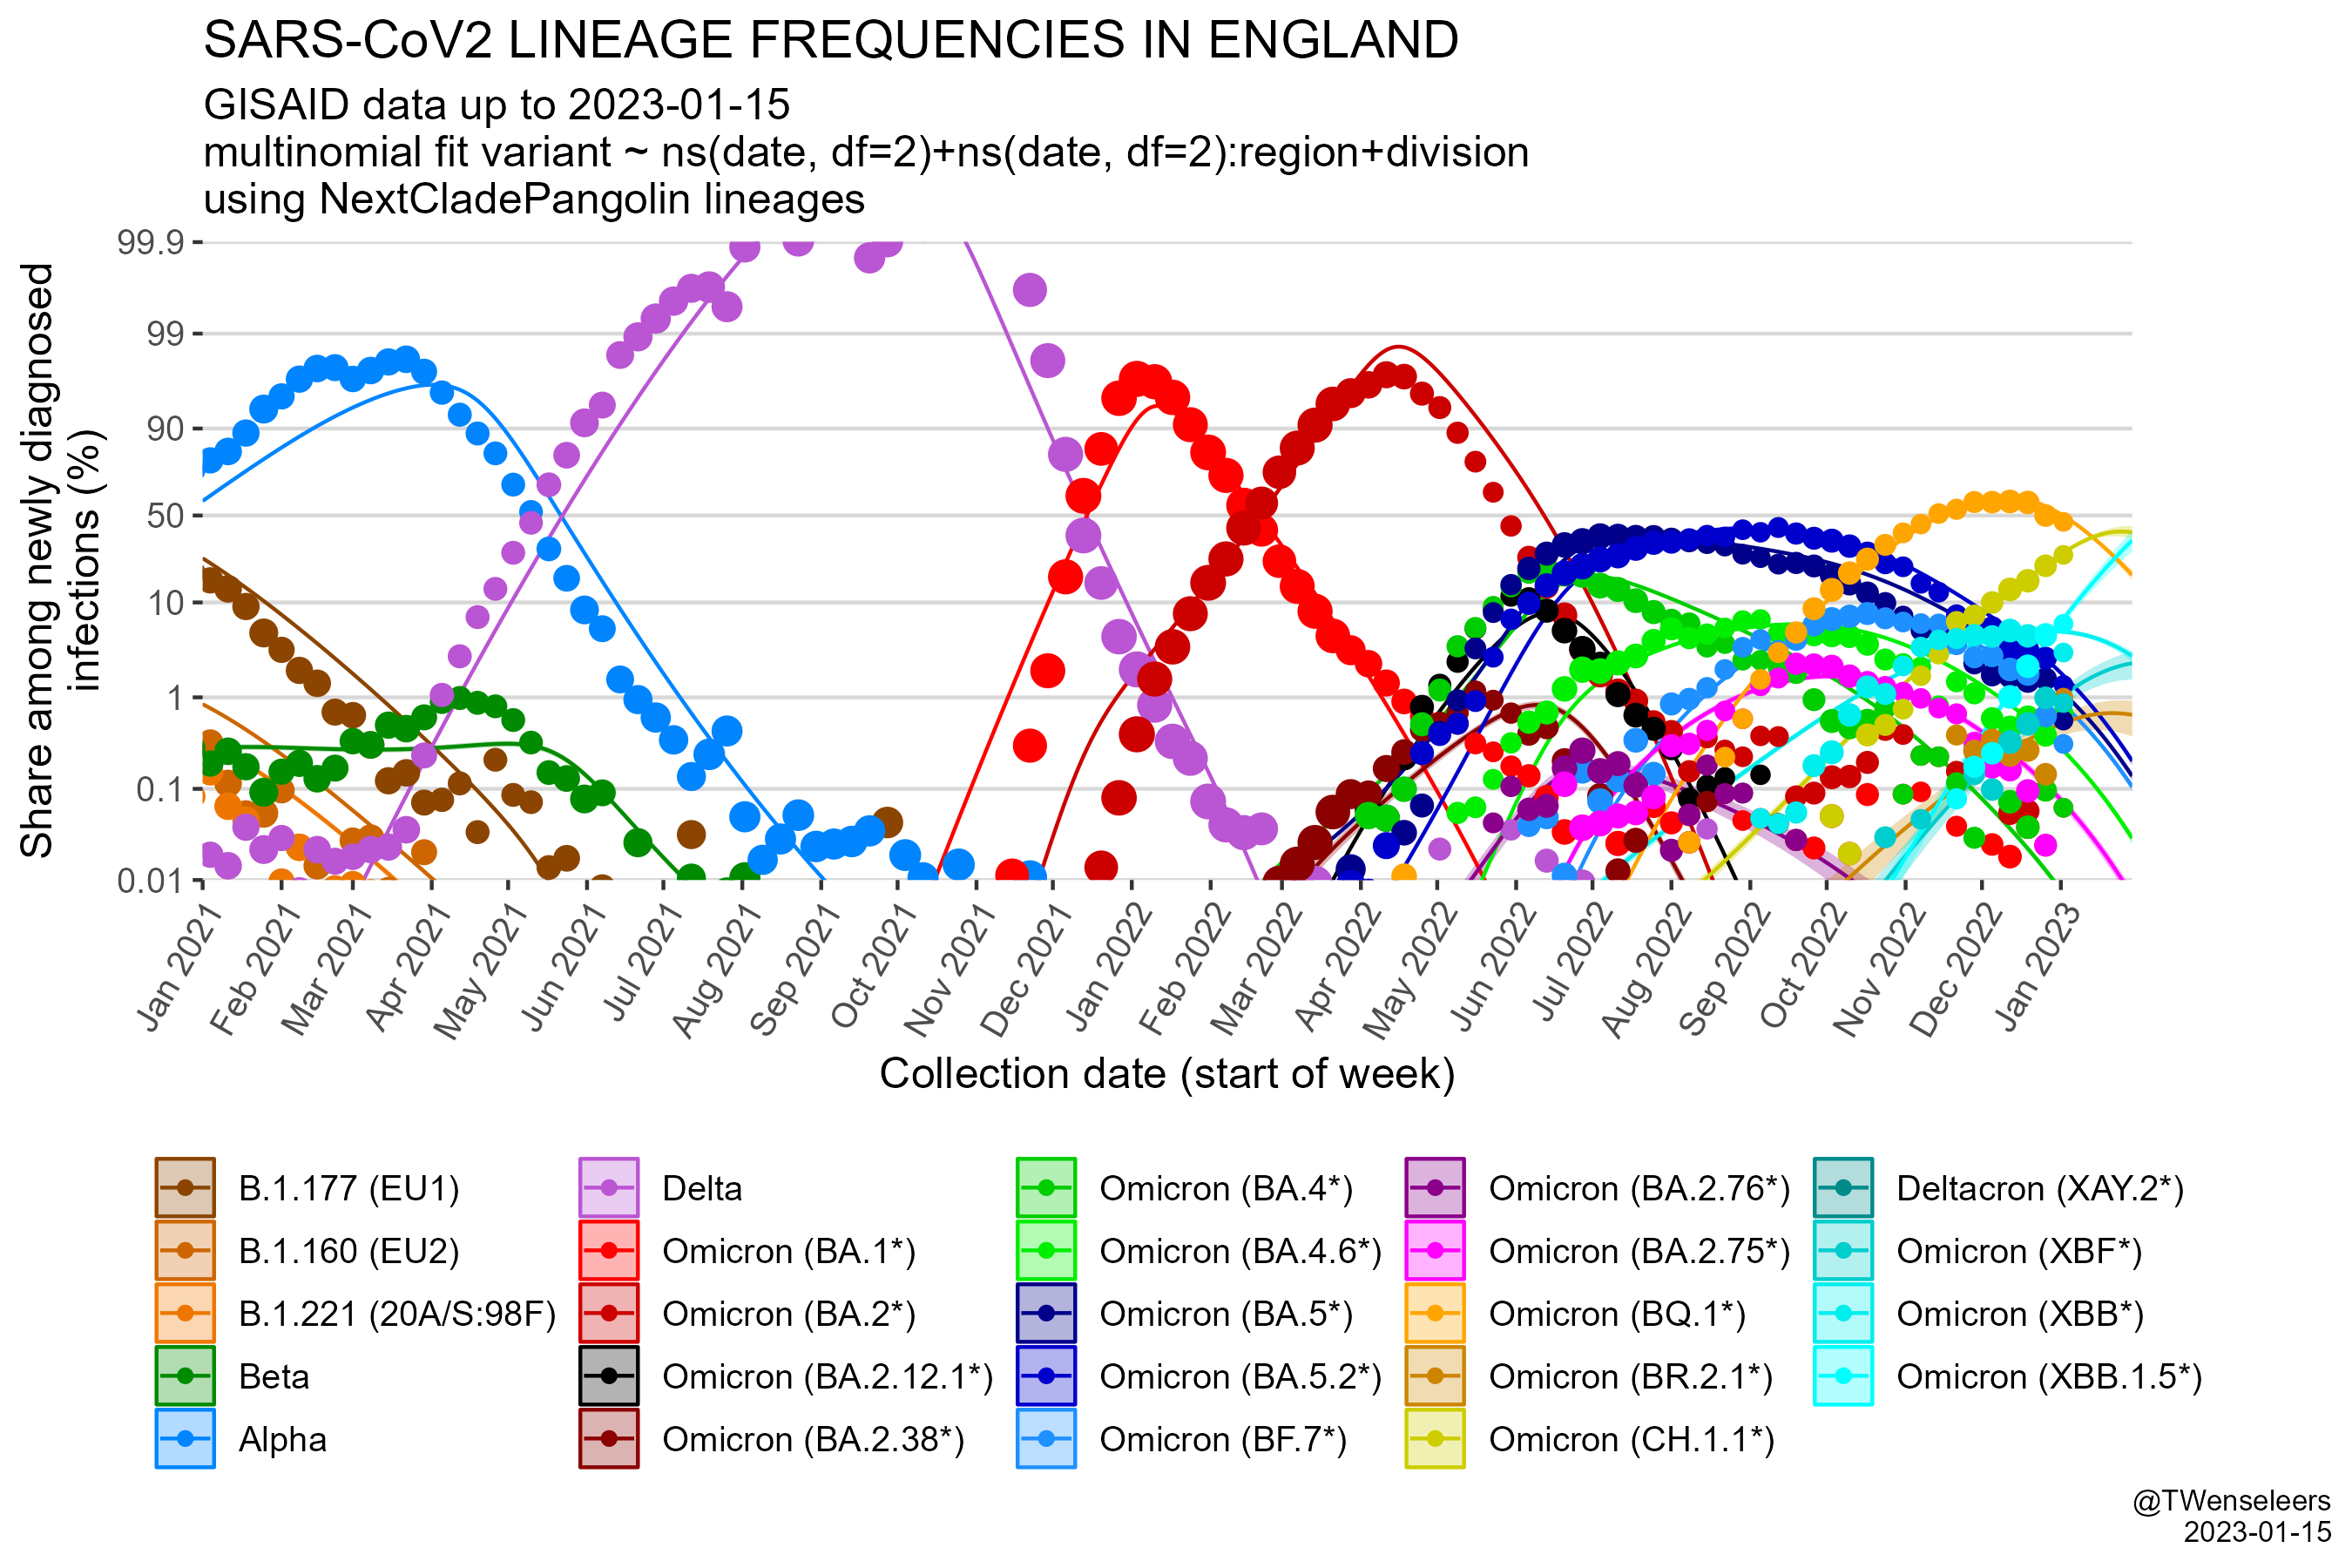 SARS-CoV2 LINEAGE FREQUENCIES IN ENGLAND
GISAID data up to 2023-01-15
multinomial fit variant ~ ns(date, df=2)+ns(date, df=2):region+division
using NextCladePangolin lineages
Share among newly diagnosed
infections (%)
99.9
99
90
50
10
1
0.1
0.01
Jan 2021
Feb 2021
Mar 2021
Apr 2021
May 2021
Jun 2021
Jul 2021
Aug 2021
Sep 2021
Oct 2021
Nov 2021
Dec 2021
Jan 2022
Feb 2022
Mar 2022
Apr 2022
May 2022
Jun 2022
Jul 2022
Aug 2022
Sep 2022
Oct 2022
Nov 2022
Dec 2022
Jan 2023
Collection date (start of week)
B.1.177 (EU1)
B.1.160 (EU2)
B.1.221 (20A/S:98F)
Beta
Alpha
Delta
Omicron (BA.1*)
Omicron (BA.2*)
Omicron (BA.2.12.1*)
Omicron (BA.2.38*)
Omicron (BA.4*)
Omicron (BA.4.6*)
Omicron (BA.5*)
Omicron (BA.5.2*)
Omicron (BF.7*)
Omicron (BA.2.76*)
Omicron (BA.2.75*)
Omicron (BQ.1*)
Omicron (BR.2.1*)
Omicron (CH.1.1*)
Deltacron (XAY.2*)
Omicron (XBF*)
Omicron (XBB*)
Omicron (XBB.1.5*)
@TWenseleers
2023-01-15